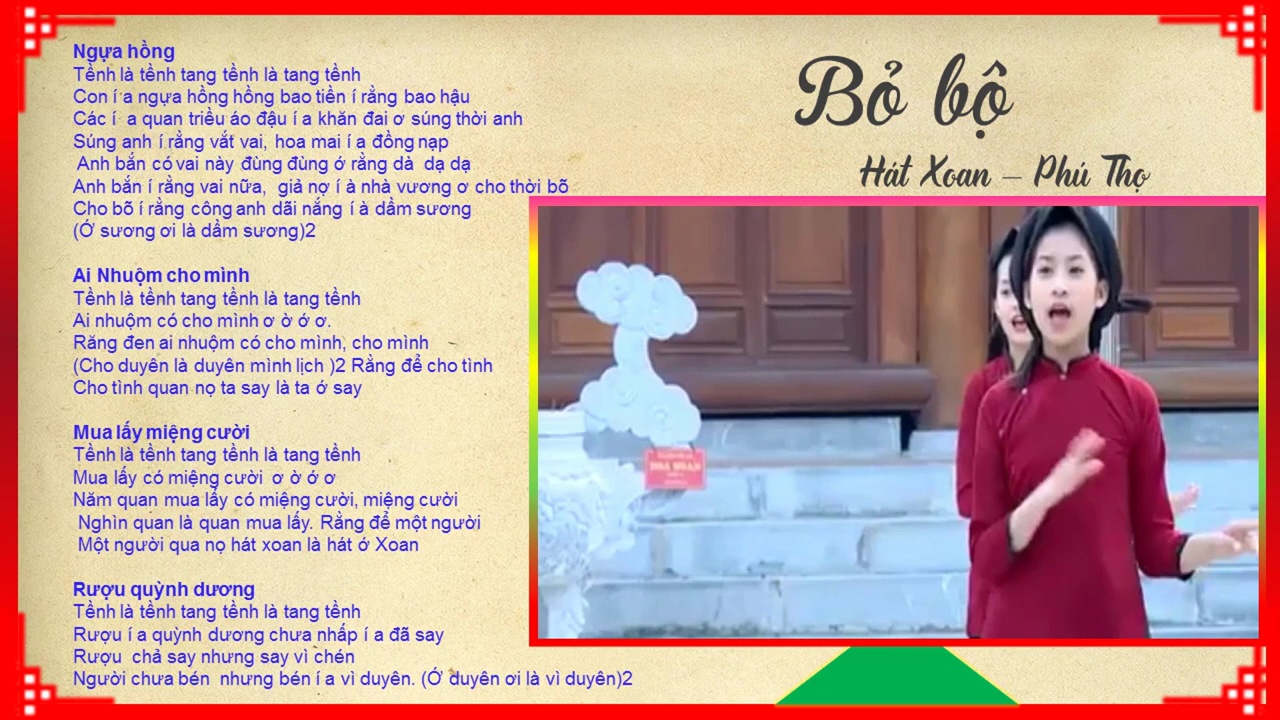 Ngựa hồng
Tềnh là tềnh tang tềnh là tang tềnh
Con í a ngựa hồng hồng bao tiền í rằng bao hậu
Các í a quan triều áo đậu í a khăn đai ơ súng thời anh
Súng anh í rằng vắt vai, hoa mai í a đồng nạp
Anh bắn có vai này đùng đùng ớ rằng dà dạ dạ
Anh bắn í rằng vai nữa, giả nợ í à nhà vương ơ cho thời bõ
Cho bõ í rằng công anh dãi nắng í à dầm sương
(Ớ sương ơi là dầm sương)2
Ai Nhuộm cho mình
Tềnh là tềnh tang tềnh là tang tềnh
Ai nhuộm có cho mình ơ ờ ớ ơ.
Răng đen ai nhuộm có cho mình, cho mình
(Cho duyên là duyên mình lịch )2 Rằng để cho tình
Cho tình quan nọ ta say là ta ớ say
Mua lấy miệng cười
Tềnh là tềnh tang tềnh là tang tềnh
Mua lấy có miệng cười ơ ờ ớ ơ
Năm quan mua lấy có miệng cười, miệng cười
Nghìn quan là quan mua lấy. Rằng để một người
Một người qua nọ hát xoan là hát ớ Xoan
Rượu quỳnh dương
Tềnh là tềnh tang tềnh là tang tềnh
Rượu í a quỳnh dương chưa nhấp í a đã say
Rượu chả say nhưng say vì chén
Người chưa bén nhưng bén í a vì duyên. (Ớ duyên ơi là vì duyên)2
Bỏ bộ
Hát Xoan – Phú Thọ